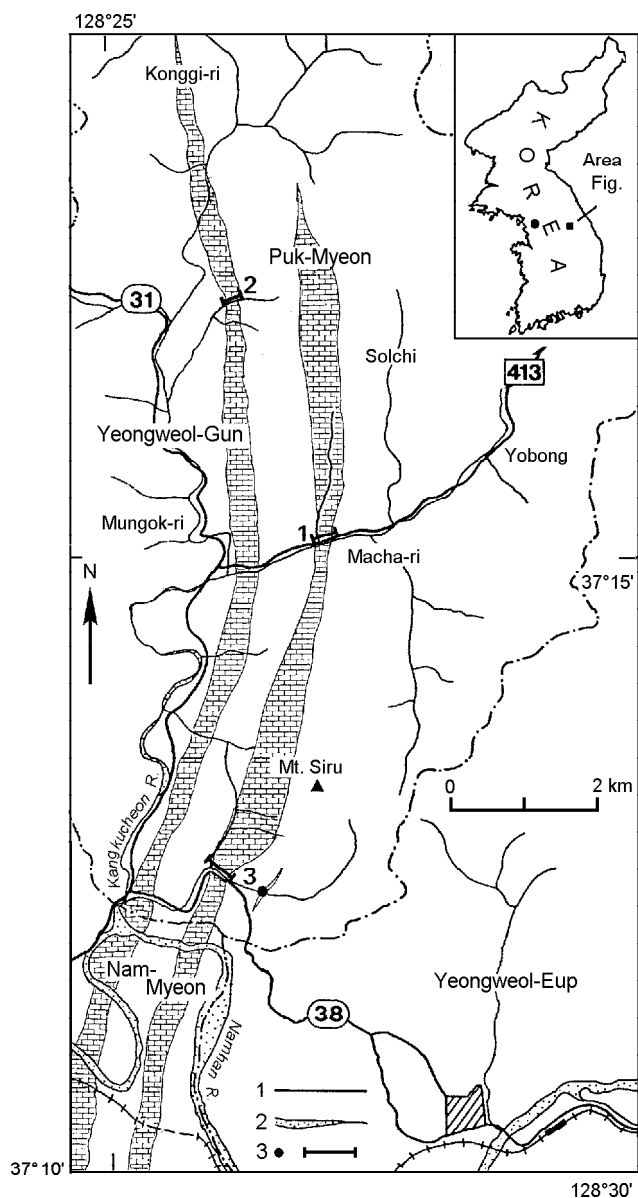 128°25'
Konggi-ri
K
O
R
E
A
Area
Fig.
Puk-Myeon
2
31
Solchi
413
Yeongweol-Gun
Yobong
Mungok-ri
1
Macha-ri
N
37°15'
Mt. Siru
0 2 km
Kangkucheon R.
3
Nam-
Myeon
Yeongweol-Eup
38
Namhan R.
1
2
3
37°10'
128°30'